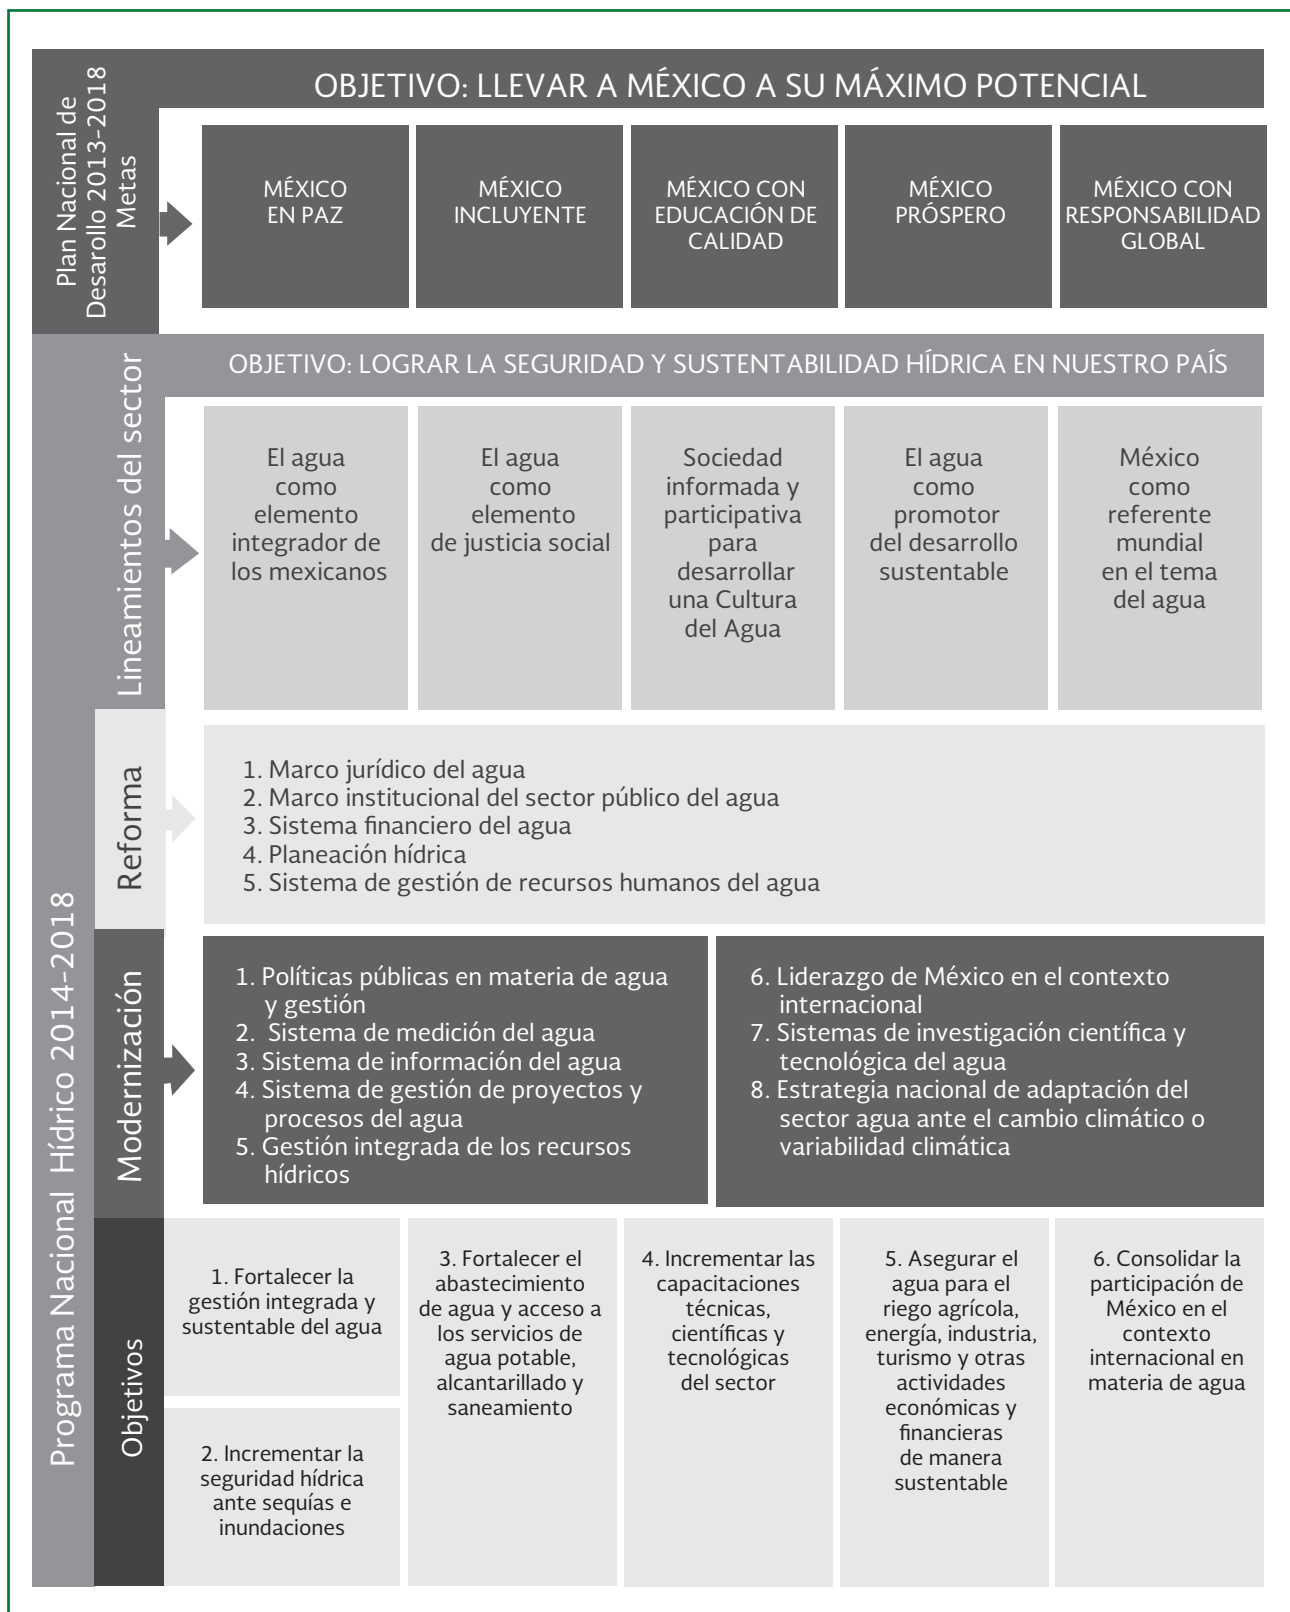 Plan Nacional de
Desarollo 2013-2018
Metas
OBJETIVO: LLEVAR A MÉXICO A SU MÁXIMO POTENCIAL
MÉXICO
EN PAZ
MÉXICO
INCLUYENTE
MÉXICO CON
EDUCACIÓN DE
CALIDAD
MÉXICO
PRÓSPERO
MÉXICO CON
RESPONSABILIDAD
GLOBAL
Programa Nacional Hídrico 2014-2018
Lineamientos del sector
OBJETIVO: LOGRAR LA SEGURIDAD Y SUSTENTABILIDAD HÍDRICA EN NUESTRO PAÍS
El agua
como
elemento
integrador de
los mexicanos
El agua
como
elemento
de justicia social
Sociedad
informada y
participativa
para
desarrollar
una Cultura
del Agua
El agua
como
promotor
del desarrollo
sustentable
México
como
referente
mundial
en el tema
del agua
Reforma
1. Marco jurídico del agua
2. Marco institucional del sector público del agua
3. Sistema financiero del agua
4. Planeación hídrica
5. Sistema de gestión de recursos humanos del agua
Modernización
1. Políticas públicas en materia de agua
y gestión
2. Sistema de medición del agua
3. Sistema de información del agua
4. Sistema de gestión de proyectos y
procesos del agua
5. Gestión integrada de los recursos
hídricos
6. Liderazgo de México en el contexto
internacional
7. Sistemas de investigación científica y
tecnológica del agua
8. Estrategia nacional de adaptación del
sector agua ante el cambio climático o
variabilidad climática
Objetivos
1. Fortalecer la
gestión integrada y
sustentable del agua
2. Incrementar la
seguridad hídrica
ante sequías e
inundaciones
3. Fortalecer el
abastecimiento
de agua y acceso a
los servicios de
agua potable,
alcantarillado y
saneamiento
4. Incrementar las
capacitaciones
técnicas,
científicas y
tecnológicas
del sector
5. Asegurar el
agua para el
riego agrícola,
energía, industria,
turismo y otras
actividades
económicas y
financieras
de manera
sustentable
6. Consolidar la
participación de
México en el
contexto
internacional en
materia de agua